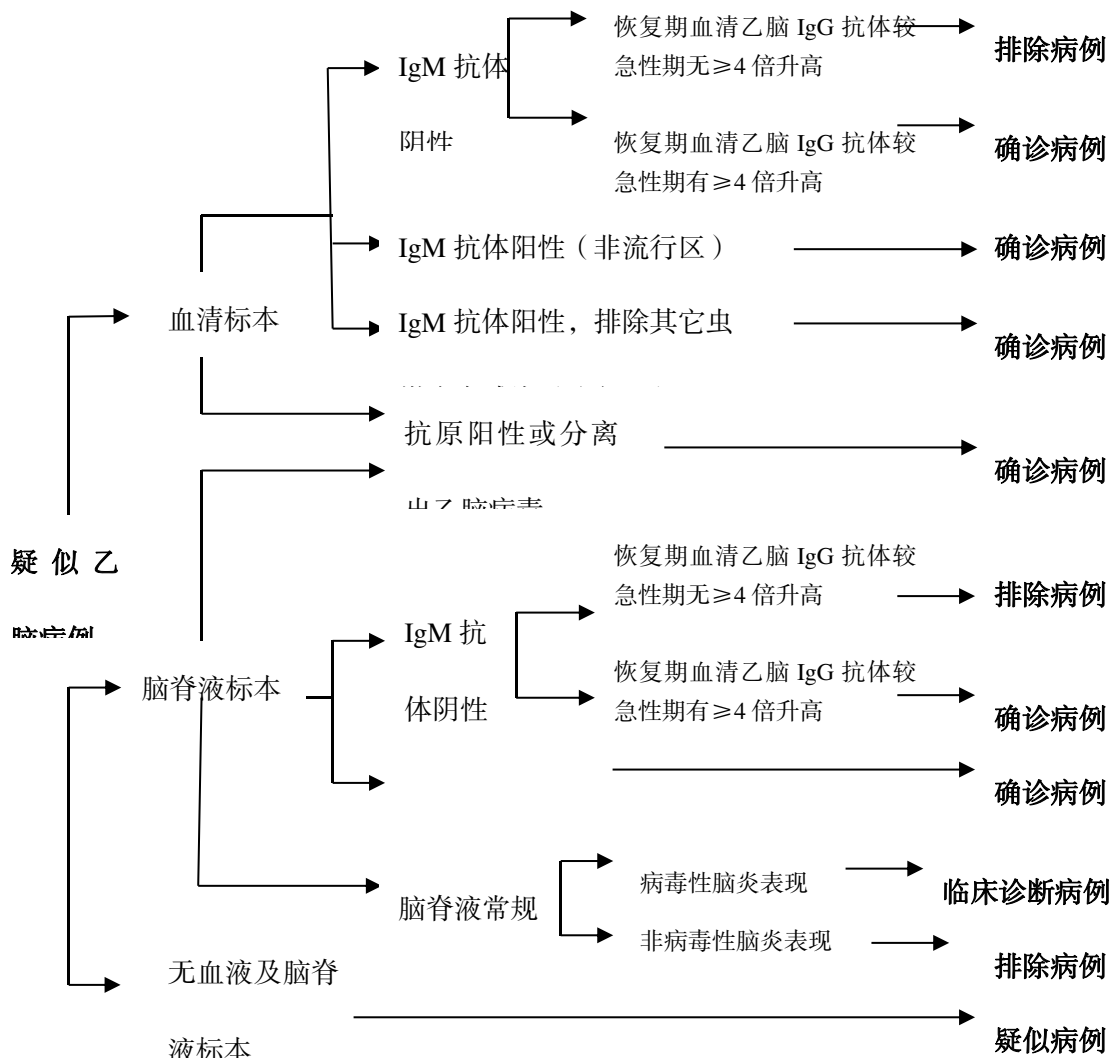 恢复期血清乙脑 IgG 抗体较
急性期无≥4 倍升高
排除病例
IgM 抗体
阴性
恢复期血清乙脑 IgG 抗体较
急性期有≥4 倍升高
确诊病例
IgM 抗体阳性（非流行区）
确诊病例
血清标本
IgM 抗体阳性，排除其它虫
确诊病例
抗原阳性或分离
出乙脑病毒
确诊病例
疑 似 乙
脑病例
恢复期血清乙脑 IgG 抗体较
急性期无≥4 倍升高
排除病例
IgM 抗
体阴性
脑脊液标本
恢复期血清乙脑 IgG 抗体较
急性期有≥4 倍升高
确诊病例
确诊病例
脑脊液常规
病毒性脑炎表现
临床诊断病例
非病毒性脑炎表现
排除病例
无血液及脑脊
液标本
疑似病例